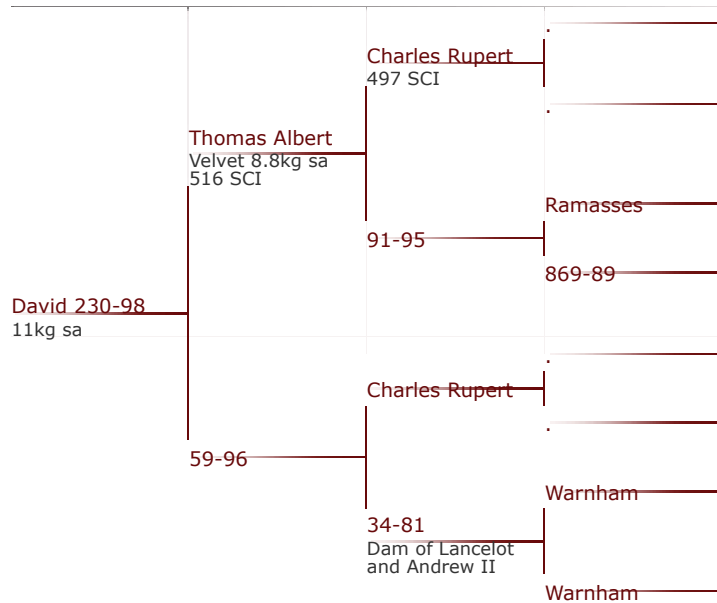 .
Charles Rupert
497 SCI
.
Thomas Albert
Velvet 8.8kg sa
516 SCI
Ramasses
91-95
869-89
David 230-98
11kg sa
.
Charles Rupert
.
59-96
Warnham
34-81
Dam of Lancelot
and Andrew II
Warnham